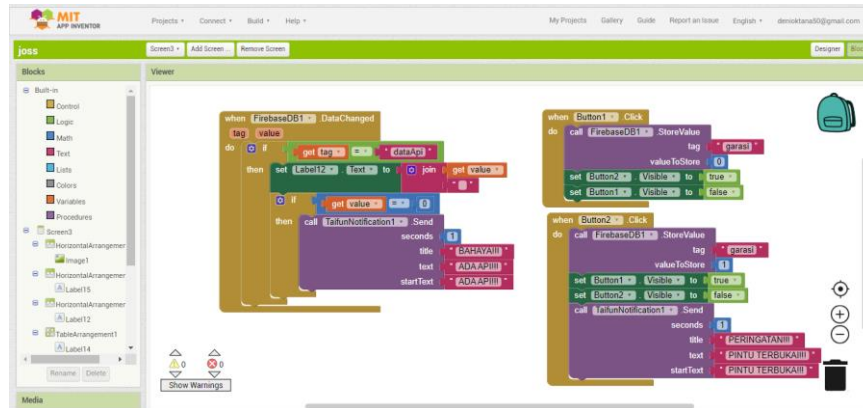 MIT
APP INVENTOR
Projects
Connect
Build
Help
My Projects
Gallery
Guide
Report an Issue
English
denioktana50@gmail.com
joss
Screen3
Add Screen ...
Remove Screen
Designer
Blocks
Viewer
Built-in
Control
Logic
Math
Text
Lists
Colors
Variables
Procedures
Screen3
HorizontalArrangemer
Image1
HorizontalArrangemer
Label15
HorizontalArrangemer
Label12
TableArrangement1
Label14
Rename
Delete
Media
when FirebaseDB1 .DataChanged
tag value
do if get tag = " dataApi "
then set Label12 . Text to join get value
" "
if get value = 0
then call TaifunNotification1 .Send
seconds 1
title " BAHAYA!!! "
text " ADA API!!! "
startText " ADA API!!! "
0 0
Show Warnings
when Button1 .Click
do call FirebaseDB1 .StoreValue
tag " garasi "
valueToStore 0
set Button2 . Visible to true
set Button1 . Visible to false
when Button2 .Click
do call FirebaseDB1 .StoreValue
tag " garasi "
valueToStore 1
set Button1 . Visible to true
set Button2 . Visible to false
call TaifunNotification1 .Send
seconds 1
title " PERINGATAN!!! "
text " PINTU TERBUKA!!! "
startText " PINTU TERBUKA!!! "